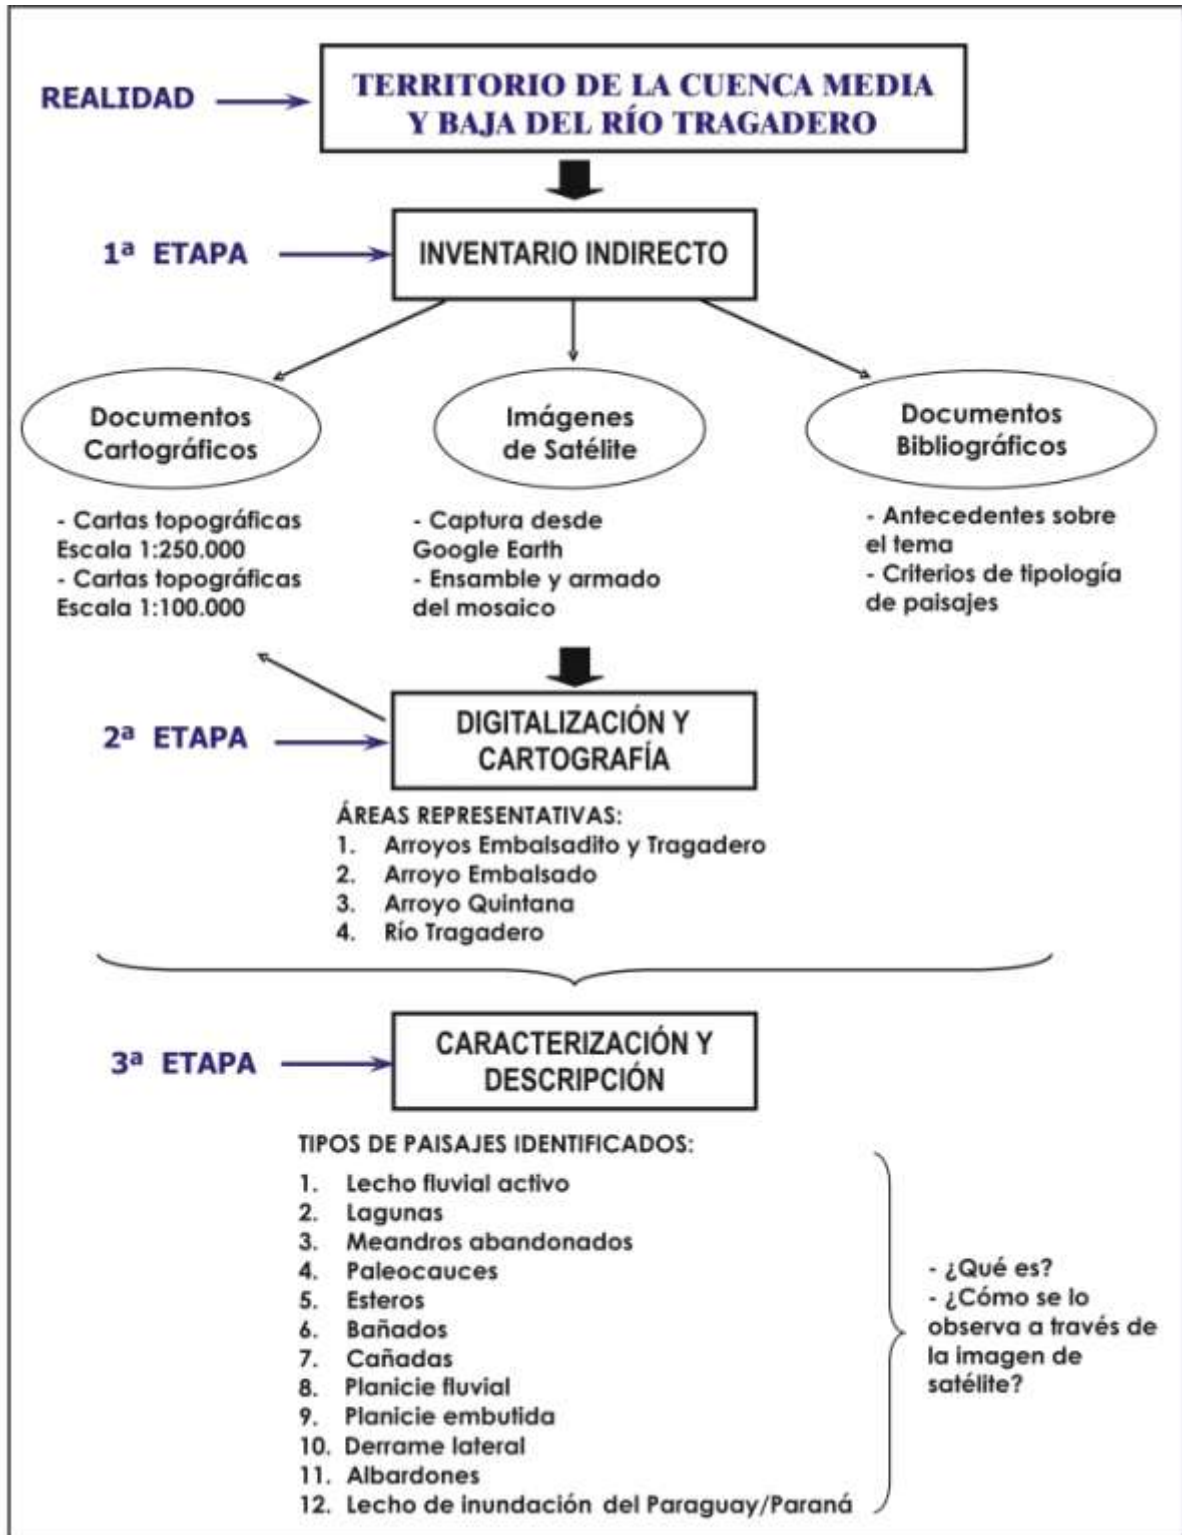 REALIDAD
TERRITORIO DE LA CUENCA MEDIA
Y BAJA DEL RÍO TRAGADERO
1ª ETAPA
INVENTARIO INDIRECTO
Documentos
Cartográficos
Imágenes
de Satélite
Documentos
Bibliográficos
- Cartas topográficas
Escala 1:250.000
- Cartas topográficas
Escala 1:100.000
- Captura desde
Google Earth
- Ensamble y armado
del mosaico
- Antecedentes sobre
el tema
- Criterios de tipología
de paisajes
2ª ETAPA
DIGITALIZACIÓN Y
CARTOGRAFÍA
ÁREAS REPRESENTATIVAS:
1. Arroyos Embalsadito y Tragadero
2. Arroyo Embalsado
3. Arroyo Quintana
4. Río Tragadero
3ª ETAPA
CARACTERIZACIÓN Y
DESCRIPCIÓN
TIPOS DE PAISAJES IDENTIFICADOS:
1. Lecho fluvial activo
2. Lagunas
3. Meandros abandonados
4. Paleocauces
5. Esteros
6. Bañados
7. Cañadas
8. Planicie fluvial
9. Planicie embutida
10. Derrame lateral
11. Albardones
12. Lecho de inundación del Paraguay/Paraná
- ¿Qué es?
- ¿Cómo se lo
observa a través de
la imagen de
satélite?